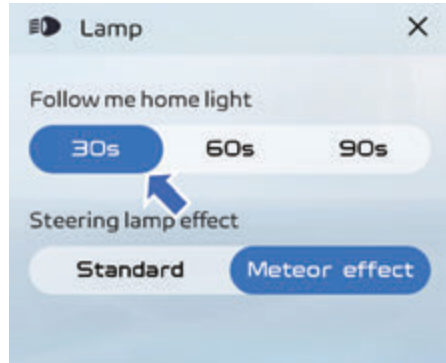 Lamp
Follow me home light
30s 60s 90s
Steering lamp effect
Standard Meteor effect